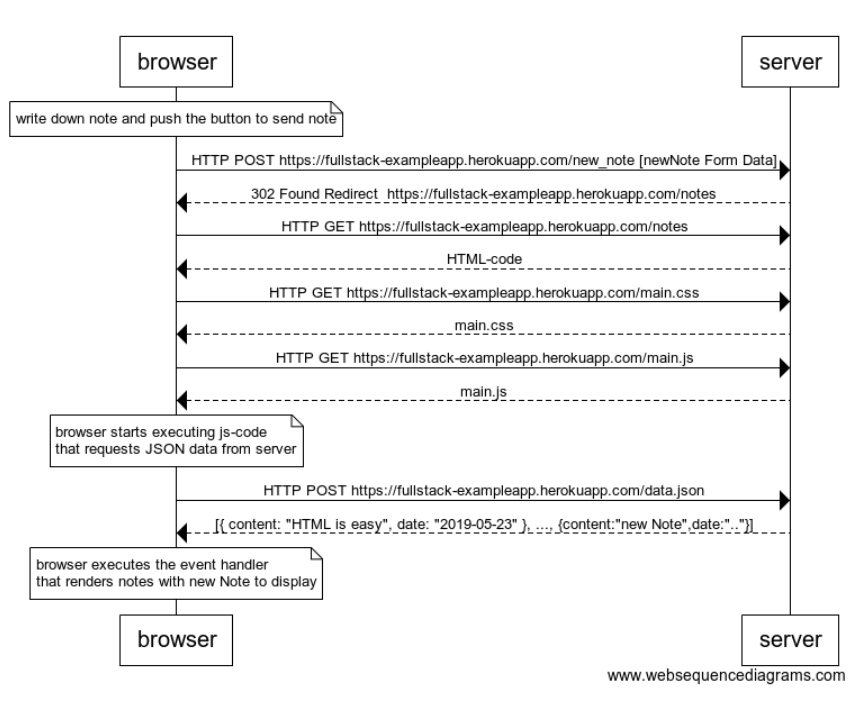 browser
server
write down note and push the button to send note
HTTP POST https://fullstack-exampleapp.herokuapp.com/new_note [newNote Form Data]
302 Found Redirect  https://fullstack-exampleapp.herokuapp.com/notes
HTTP GET https://fullstack-exampleapp.herokuapp.com/notes
HTML-code
HTTP GET https://fullstack-exampleapp.herokuapp.com/main.css
main.css
HTTP GET https://fullstack-exampleapp.herokuapp.com/main.js
main.js
browser starts executing js-code
that requests JSON data from server
HTTP POST https://fullstack-exampleapp.herokuapp.com/data.json
[{ content: "HTML is easy", date: "2019-05-23" }, ..., {content:"new Note",date:".."}]
browser executes the event handler
that renders notes with new Note to display
browser
server
www.websequencediagrams.com